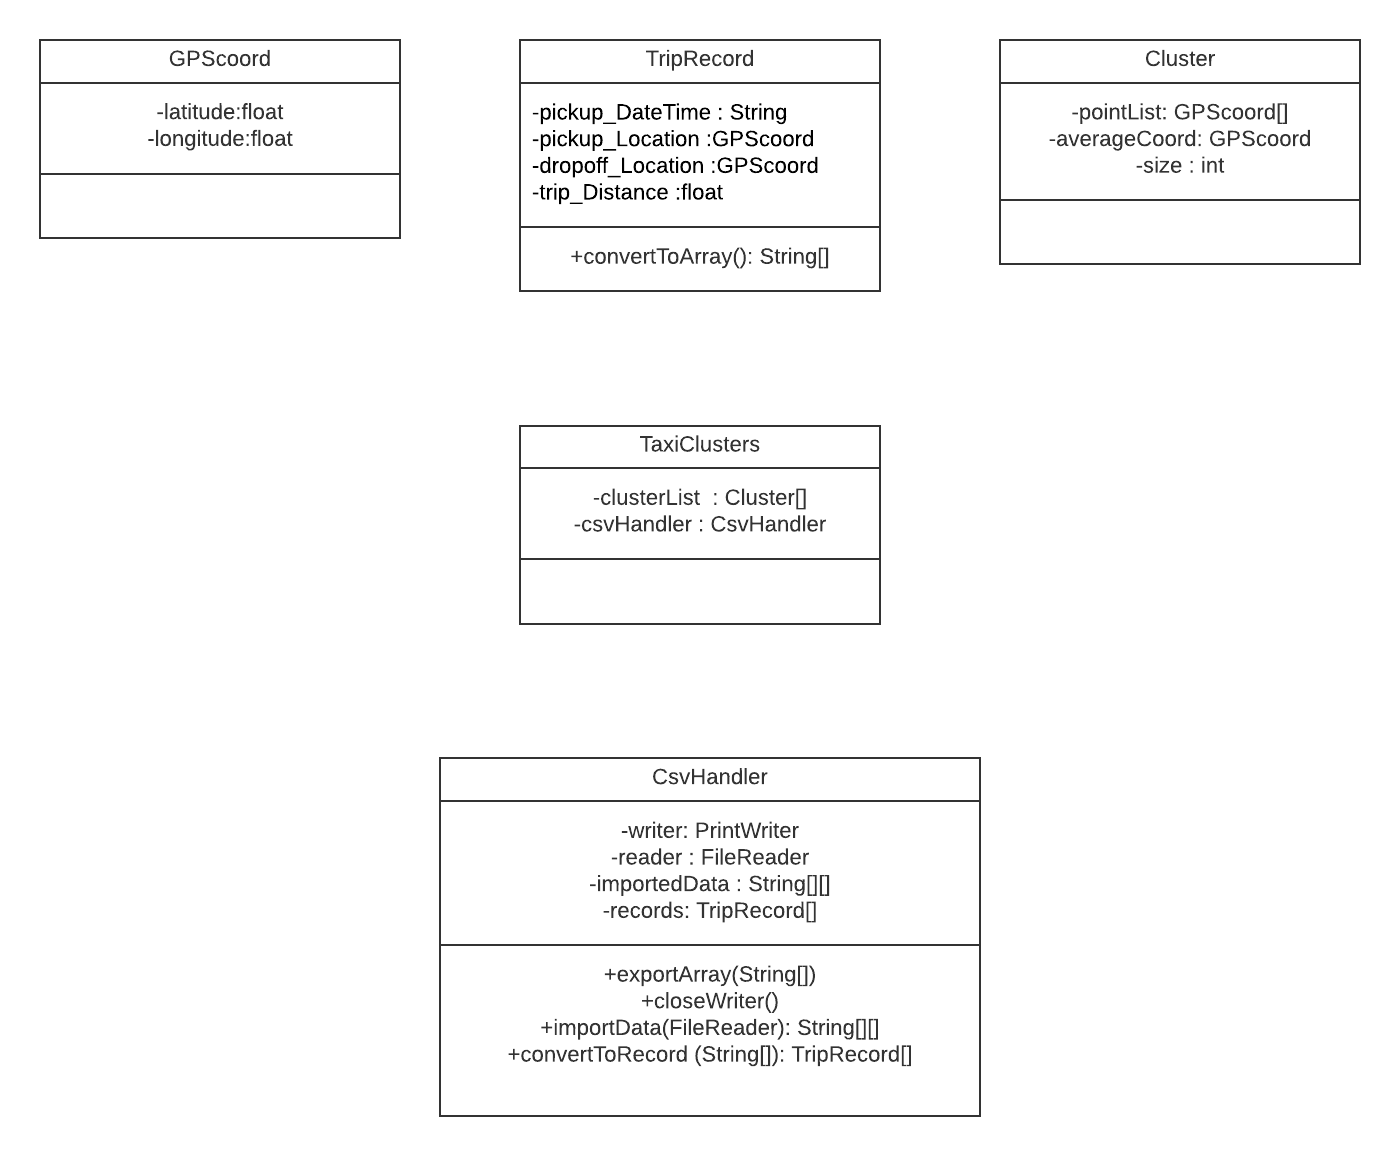 GPScoord
-latitude:float
-longitude:float
TripRecord
-pickup_DateTime : String
-pickup_Location :GPScoord
-dropoff_Location :GPScoord
-trip_Distance :float
+convertToArray(): String[]
Cluster
-pointList: GPScoord[]
-averageCoord: GPScoord
-size : int
TaxiClusters
-clusterList  : Cluster[]
-csvHandler : CsvHandler
CsvHandler
-writer: PrintWriter
-reader : FileReader
-importedData : String[][]
-records: TripRecord[]
+exportArray(String[])
+closeWriter()
+importData(FileReader): String[][]
+convertToRecord (String[]): TripRecord[]